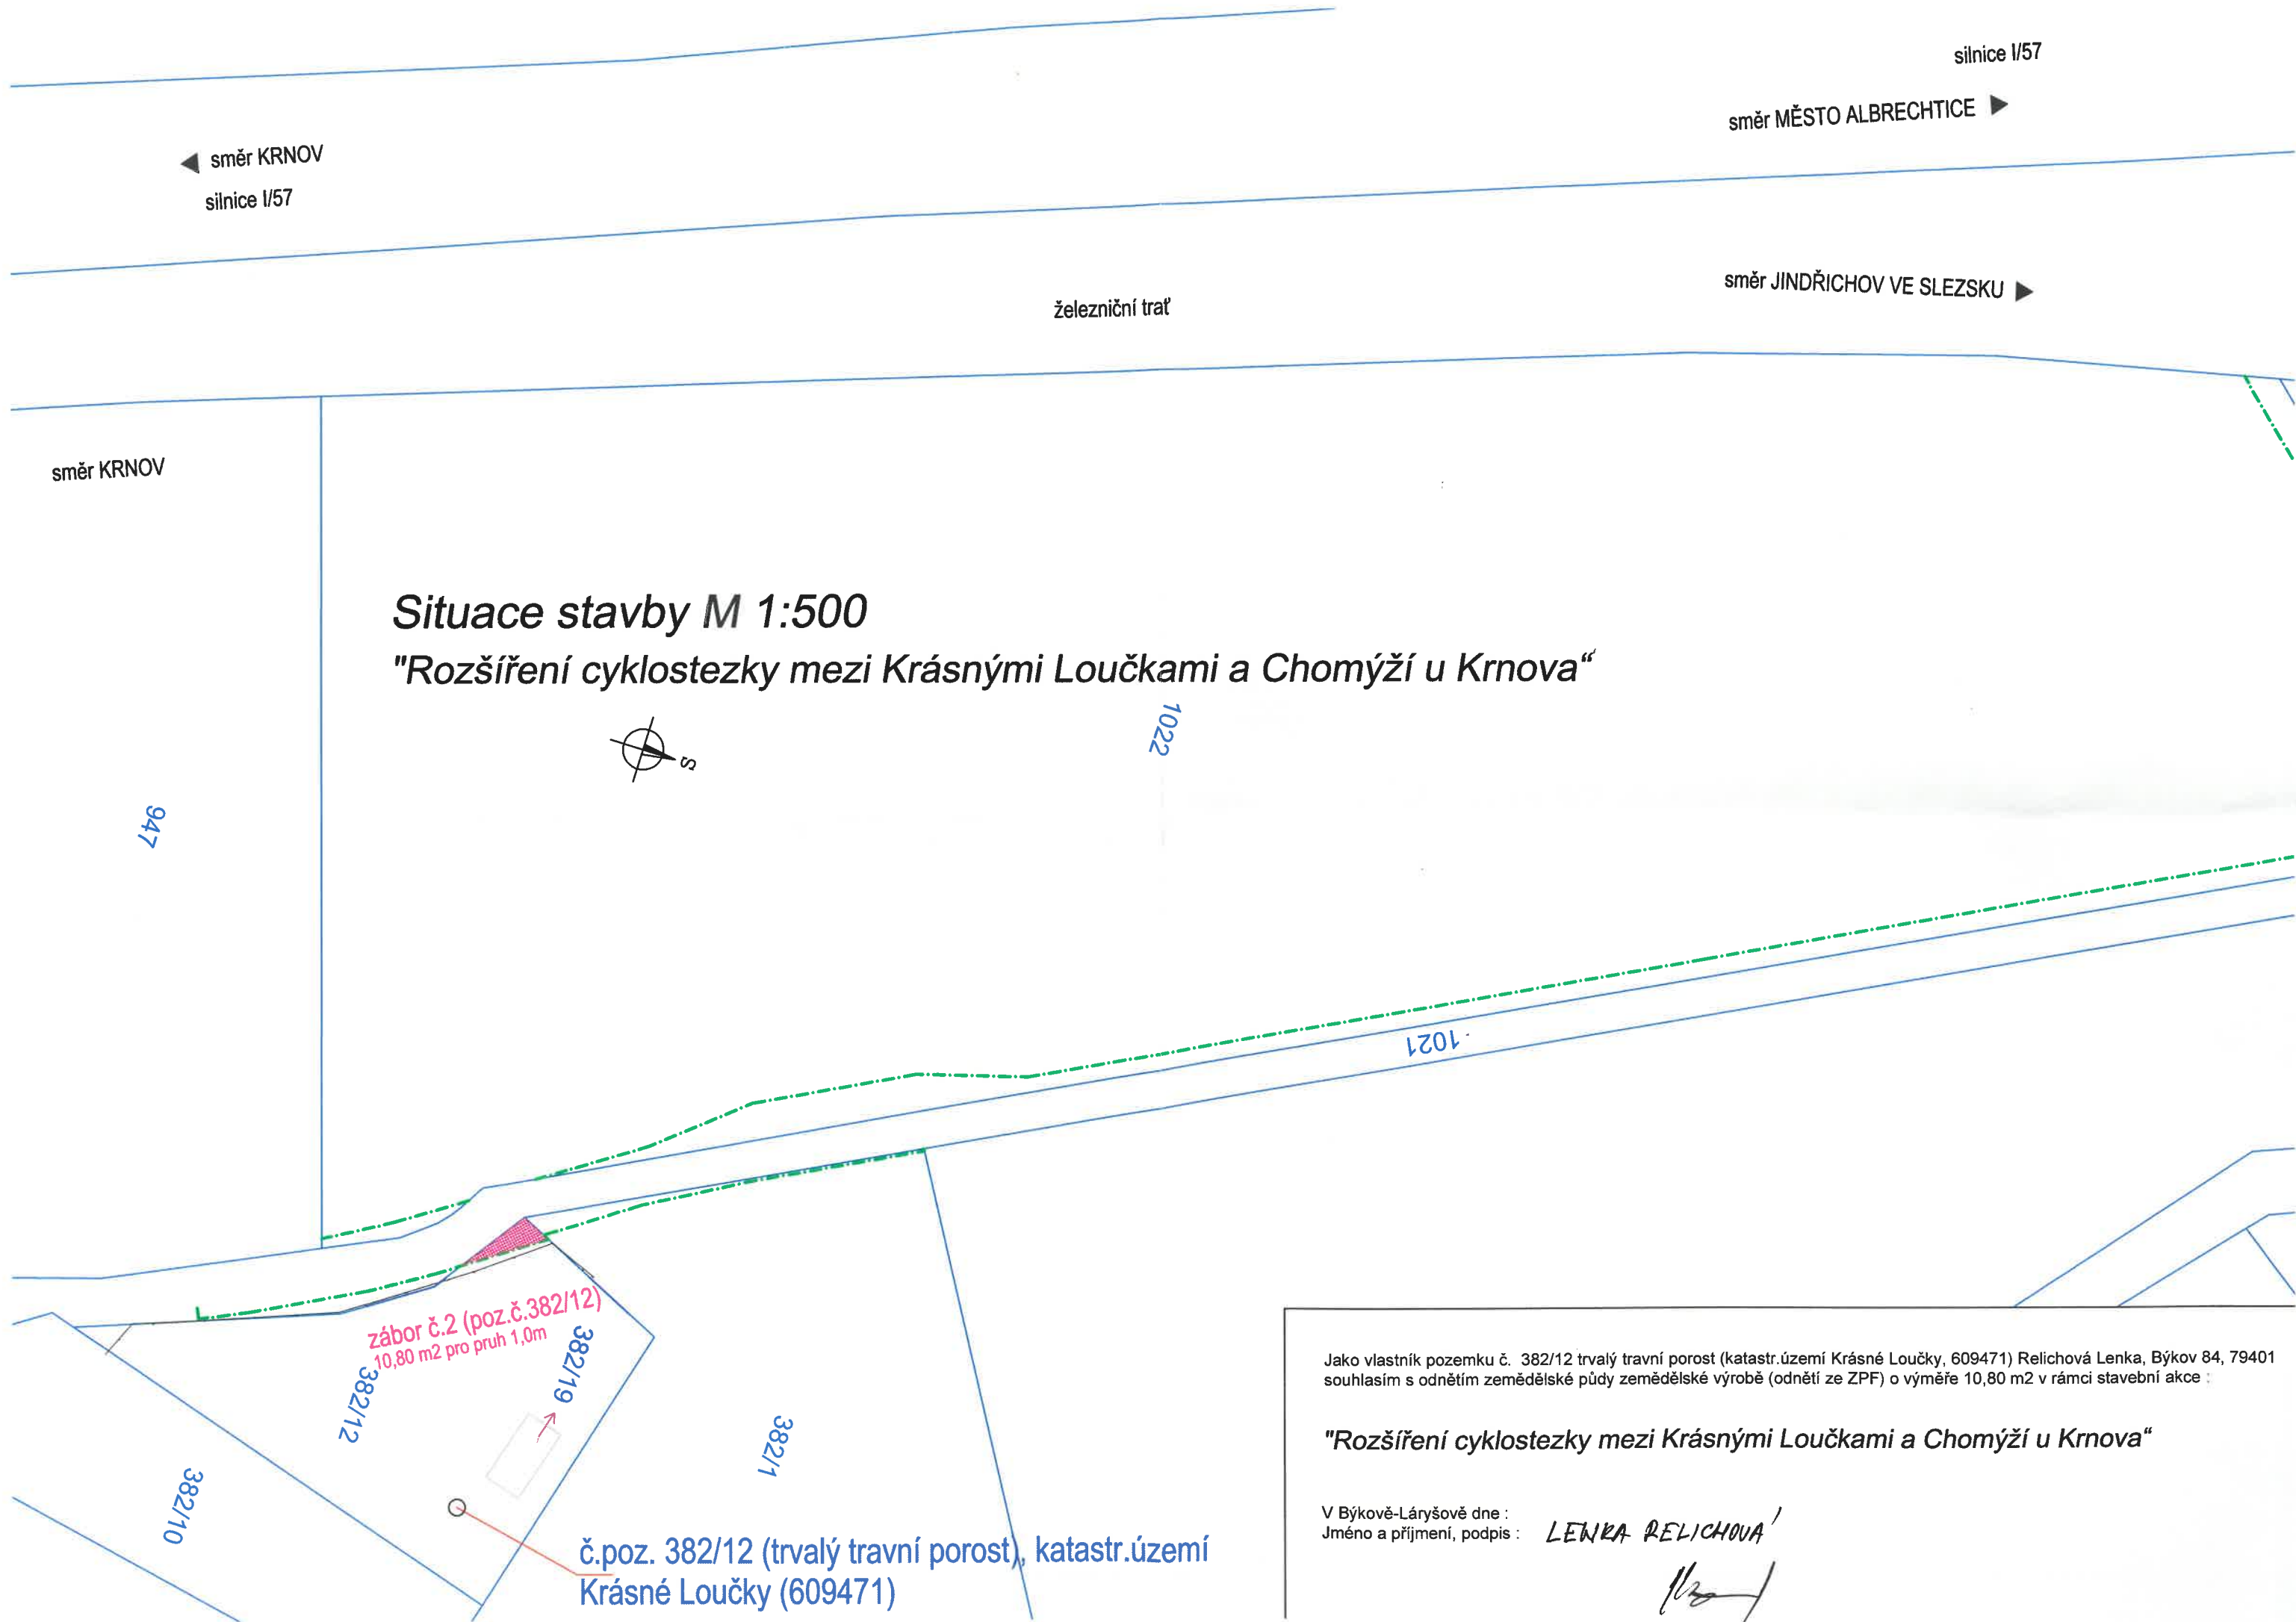 silnice I/57
směr MĚSTO ALBRECHTICE
směr KRNOV
silnice I/57
směr JINDŘICHOV VE SLEZSKU
železniční trať
směr KRNOV
Situace stavby M 1:500
"Rozšíření cyklostezky mezi Krásnými Loučkami a Chomýží u Krnova“
S
1022
947
1021
zábor č.2 (poz.č.382/12)
10,80 m2 pro pruh 1,0m
382/19
382/12
382/1
382/10
č.poz. 382/12 (trvalý travní porost), katastr.území
Krásné Loučky (609471)
Jako vlastník pozemku č. 382/12 trvalý travní porost (katastr.území Krásné Loučky, 609471) Relichová Lenka, Býkov 84, 79401
souhlasím s odnětím zemědělské půdy zemědělské výrobě (odnětí ze ZPF) o výměře 10,80 m2 v rámci stavební akce :
"Rozšíření cyklostezky mezi Krásnými Loučkami a Chomýží u Krnova“
V Býkově-Láryšově dne :
Jméno a příjmení, podpis : LENKA RELICHOVÁ